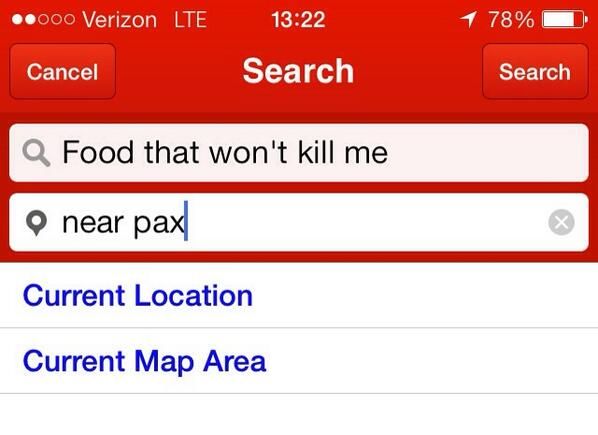 Verizon LTE 13:22 78%
Cancel Search Search
Food that won't kill me
near pax
Current Location
Current Map Area